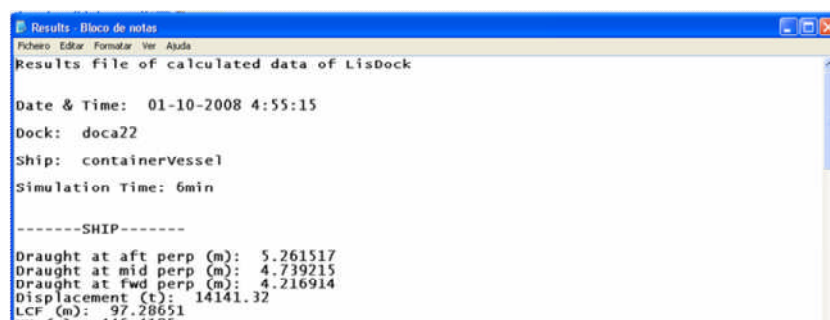 Results - Bloco de notas
Ficheiro Editar Formatar Ver Ajuda
Results file of calculated data of LisDock
Date & Time: 01-10-2008 4:55:15
Dock: doca22
Ship: containerVessel
Simulation Time: 6min
-------SHIP-------
Draught at aft perp (m): 5.261517
Draught at mid perp (m): 4.739215
Draught at fwd perp (m): 4.216914
Displacement (t): 14141.32
LCF (m): 97.28651